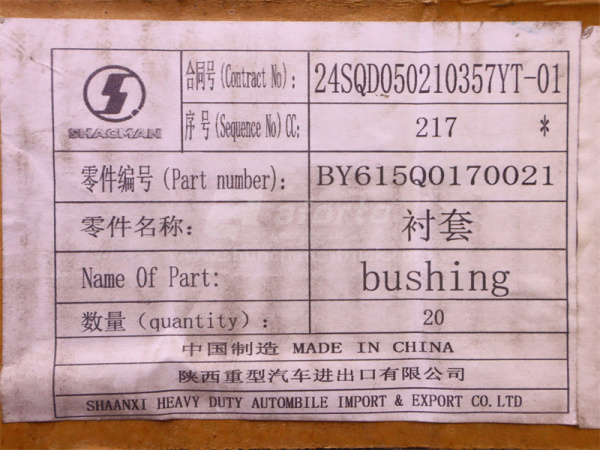 SHACMAN
合同号(Contract No): 24SQD050210357YT-01
序号(Sequence No)CC: 217 *
零件编号(Part number): BY615Q0170021
零件名称: 衬套
Name Of Part: bushing
数量(quantity): 20
中国制造 MADE IN CHINA
陕西重型汽车进出口有限公司
SHAANXI HEAVY DUTY AUTOMBILE IMPORT & EXPORT CO.LTD